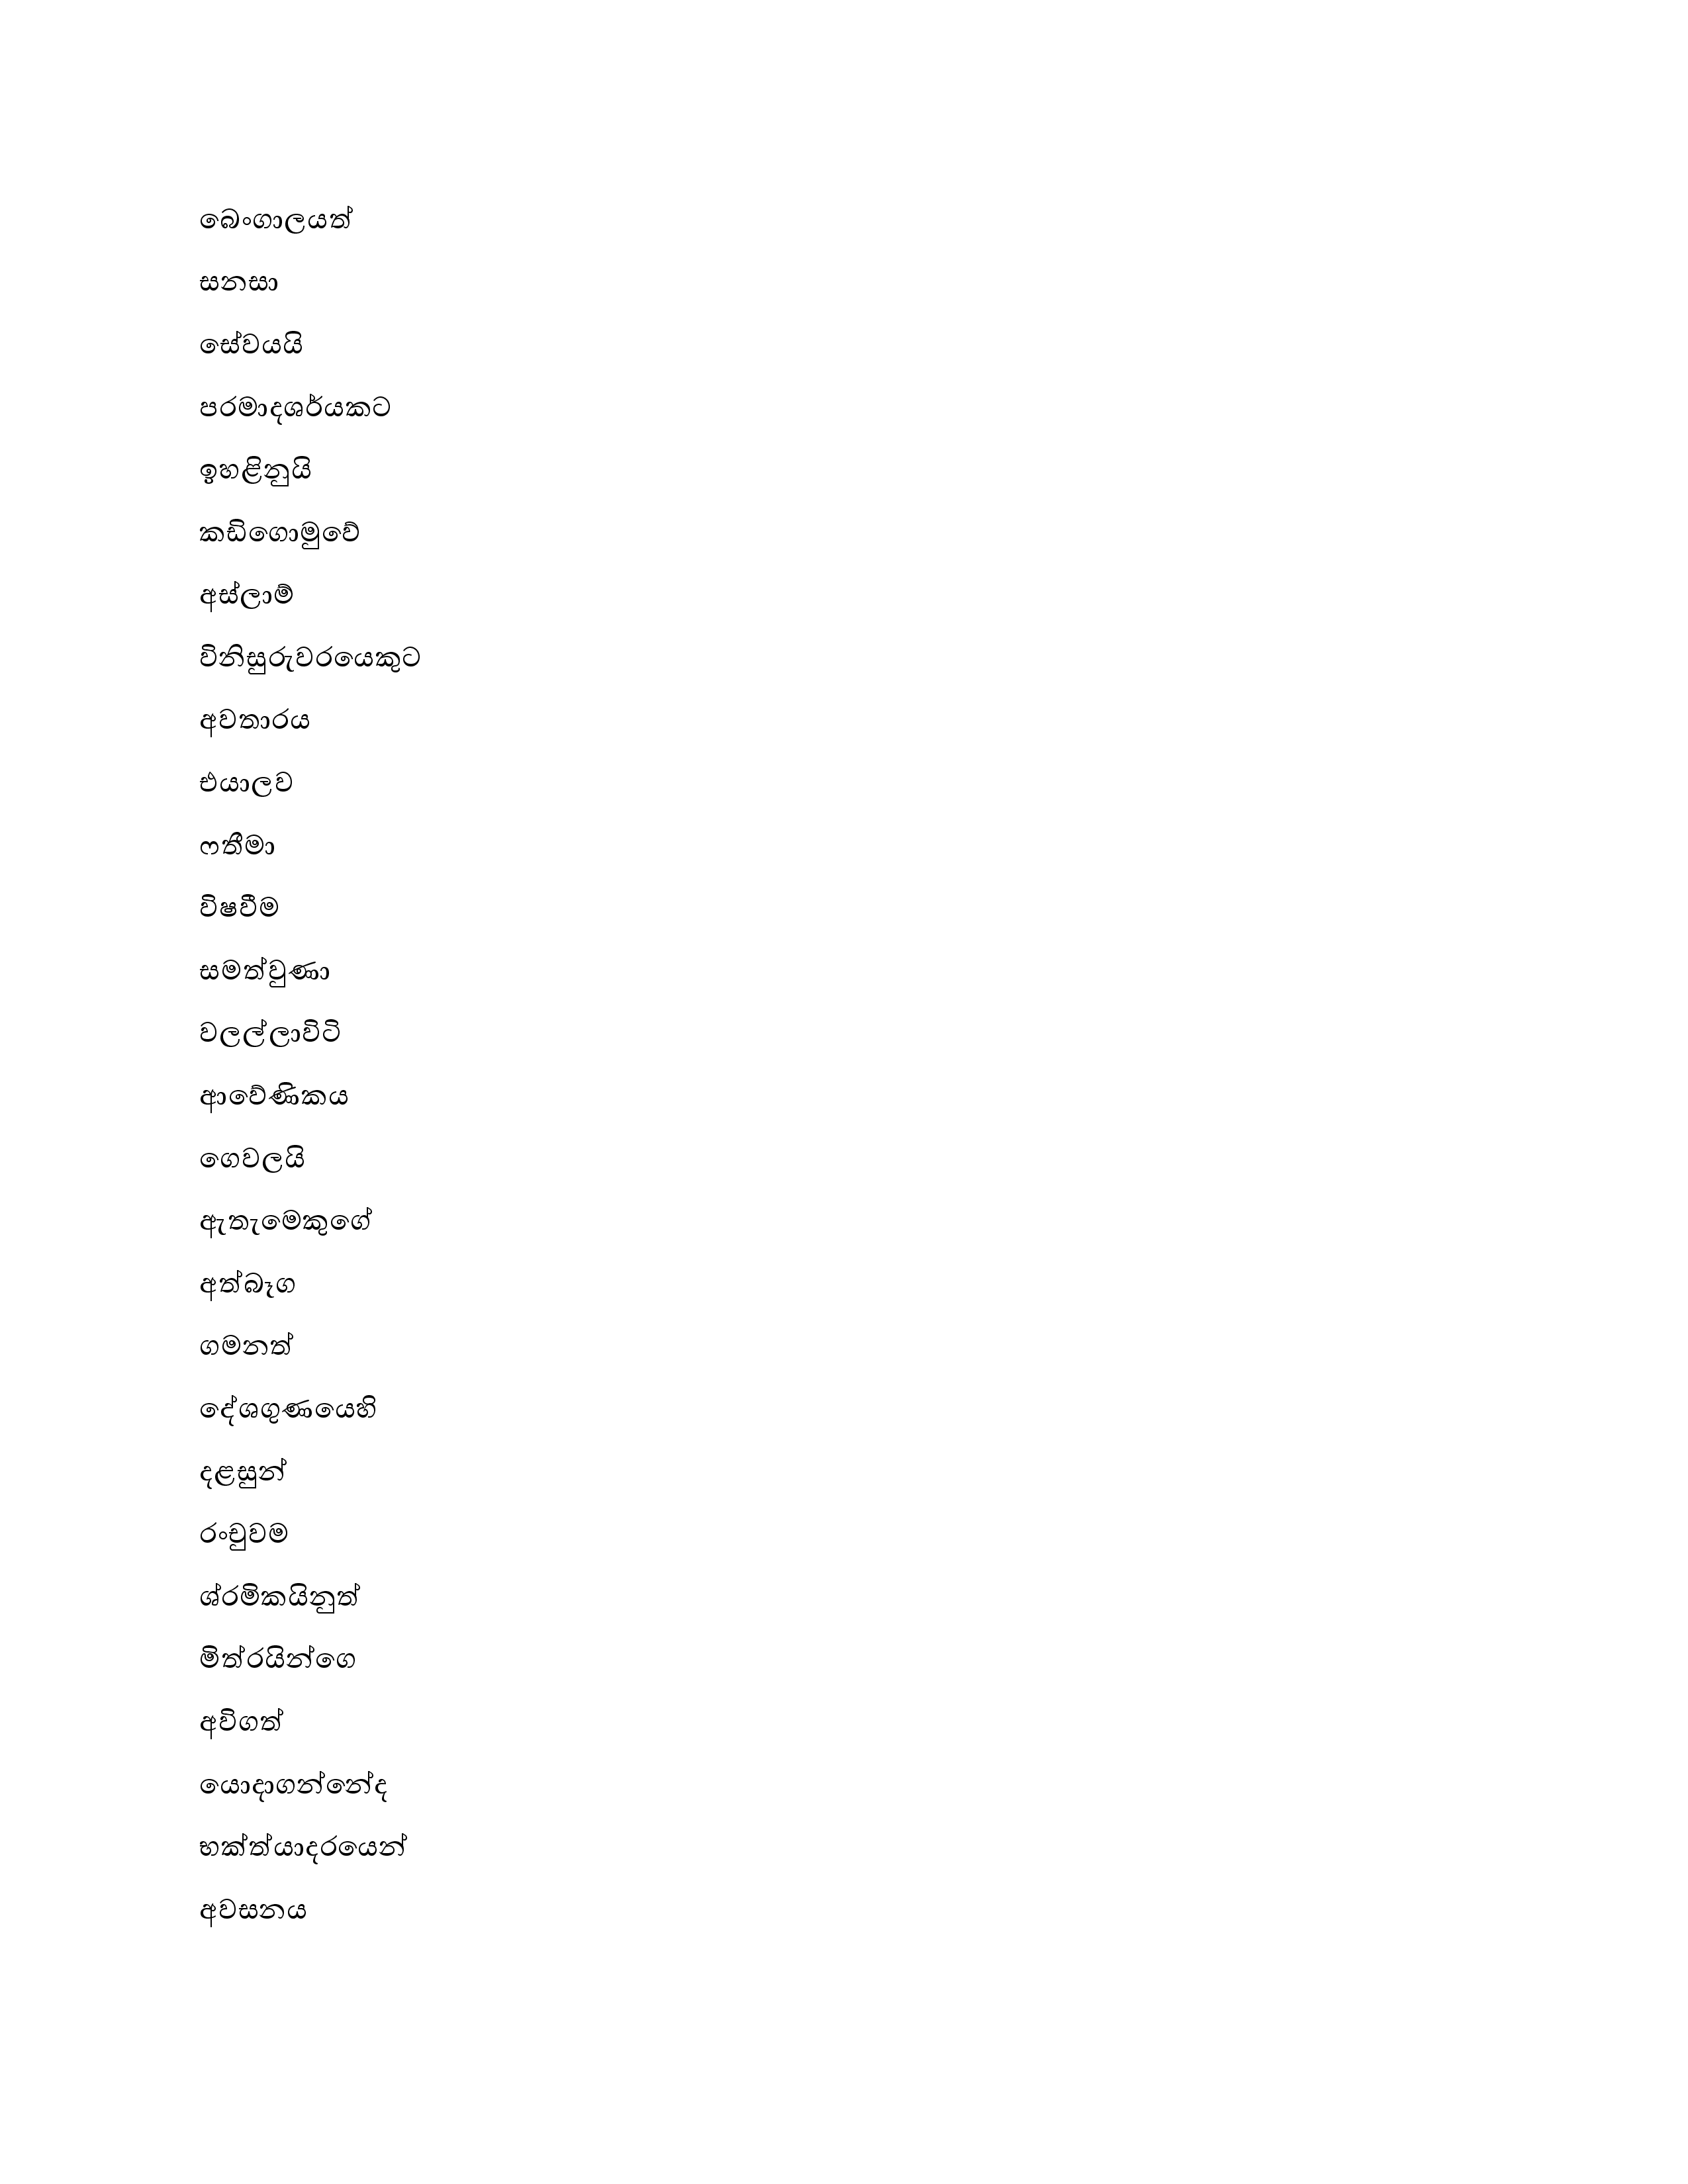 බෙංගාලයත්
සනසා
සේවයයි
පරමාදශර්යකට
ඉහළිනුයි
කඩිගොමුවේ
අස්ලාම්
විනිසුරුවරයෙකුට
අවතාරය
එයාලව
ෆතීමා
විෂවීම
සමත්වුණා
වලල්ලාවිටි
ආවේණිකය
ගෙවලයි
ඇතැමෙකුගේ
අත්බෑග
ගමනත්
දේශගුණයෙහි
දළසුන්
රංචුවම
ශ්රමිකයිනුත්
මිත්රයින්ගෙ
අවිගත්
යොදාගන්නේද
භක්ත්යාදරයෙන්
අවසනය